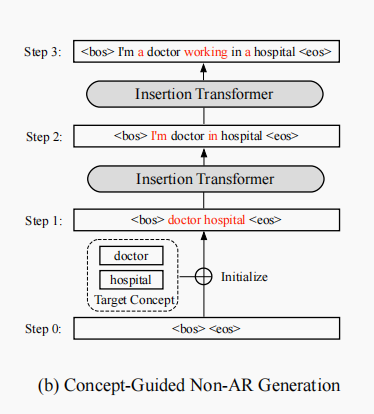 Step 3: <bos> I'm a doctor working in a hospital <eos>
Insertion Transformer
Step 2: <bos> I'm doctor in hospital <eos>
Insertion Transformer
Step 1: <bos> doctor hospital <eos>
doctor
hospital
Target Concept
Initialize
Step 0: <bos> <eos>
(b) Concept-Guided Non-AR Generation